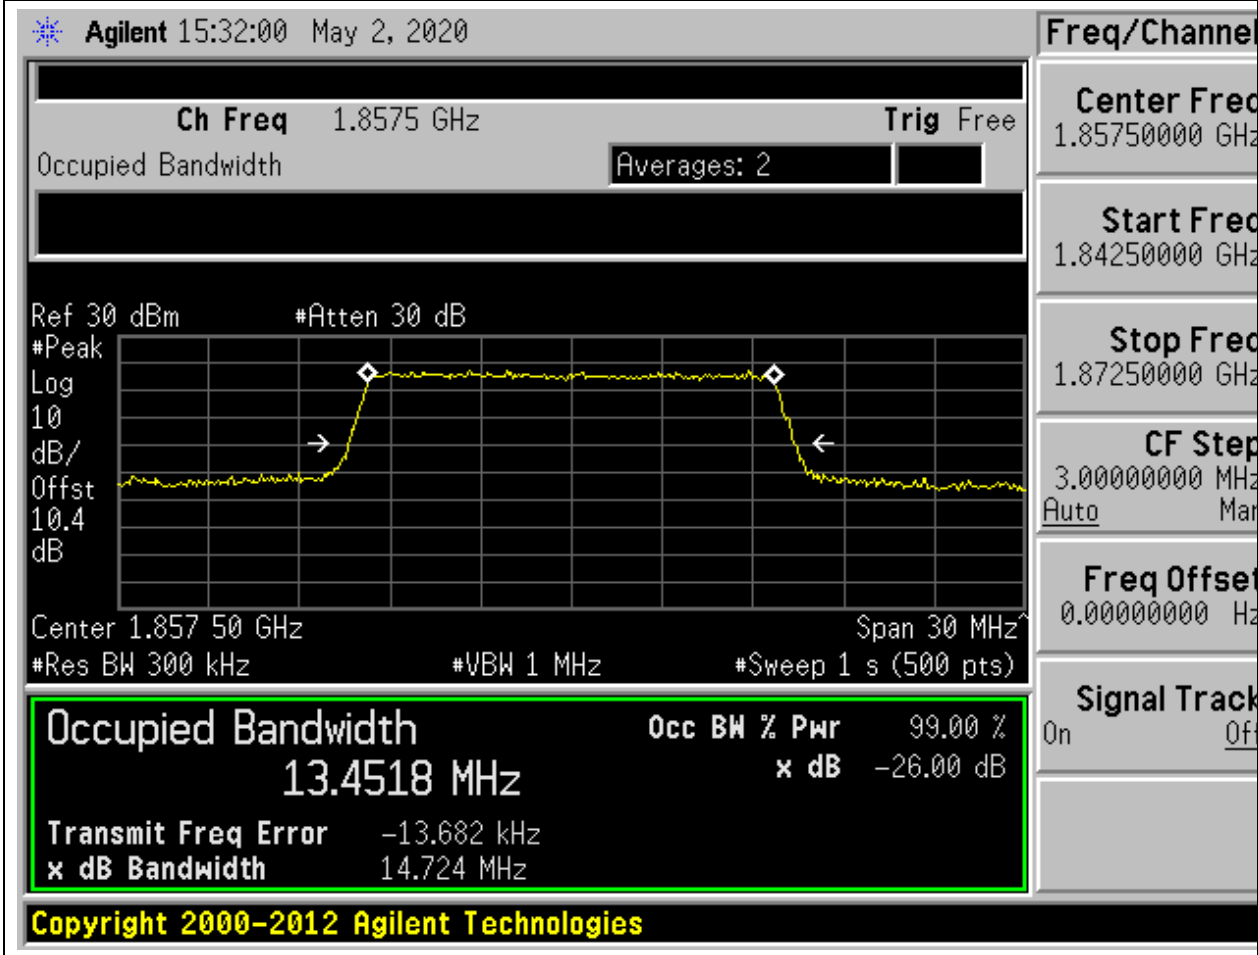 Agilent 15:32:00 May 2, 2020
Ch Freq 1.8575 GHz Trig Free
Occupied Bandwidth Averages: 2
Ref 30 dBm #Atten 30 dB
#Peak
Log
10
dB/
Offst
10.4
dB
Center 1.857 50 GHz Span 30 MHz^
#Res BW 300 kHz #VBW 1 MHz #Sweep 1 s (500 pts)
Occupied Bandwidth Occ BW % Pwr 99.00 %
13.4518 MHz x dB -26.00 dB
Transmit Freq Error -13.682 kHz
x dB Bandwidth 14.724 MHz
Copyright 2000-2012 Agilent Technologies
Freq/Channel
Center Freq
1.85750000 GHz
Start Freq
1.84250000 GHz
Stop Freq
1.87250000 GHz
CF Step
3.00000000 MHz
Auto Man
Freq Offset
0.00000000 Hz
Signal Track
On Off